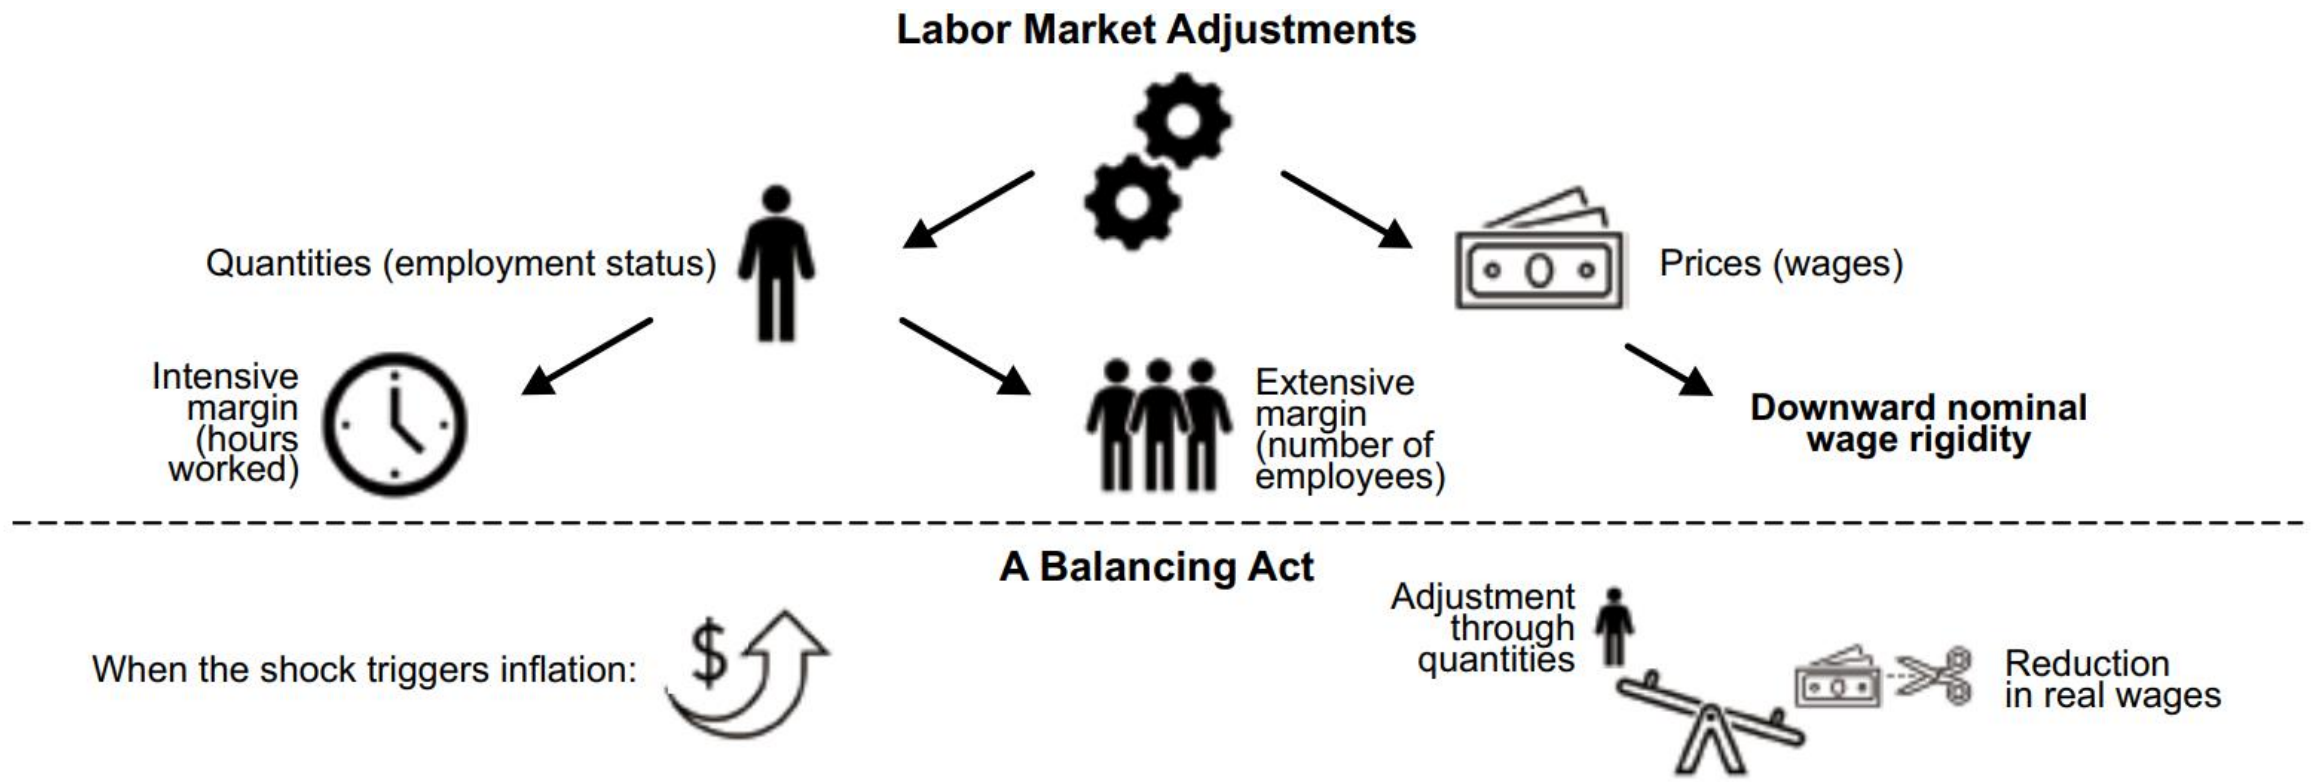 Labor Market Adjustments
Quantities (employment status)
Prices (wages)
Intensive
margin
(hours
worked)
Extensive
margin
(number of
employees)
Downward nominal
wage rigidity
A Balancing Act
When the shock triggers inflation:
$
Adjustment
through
quantities
Reduction
in real wages